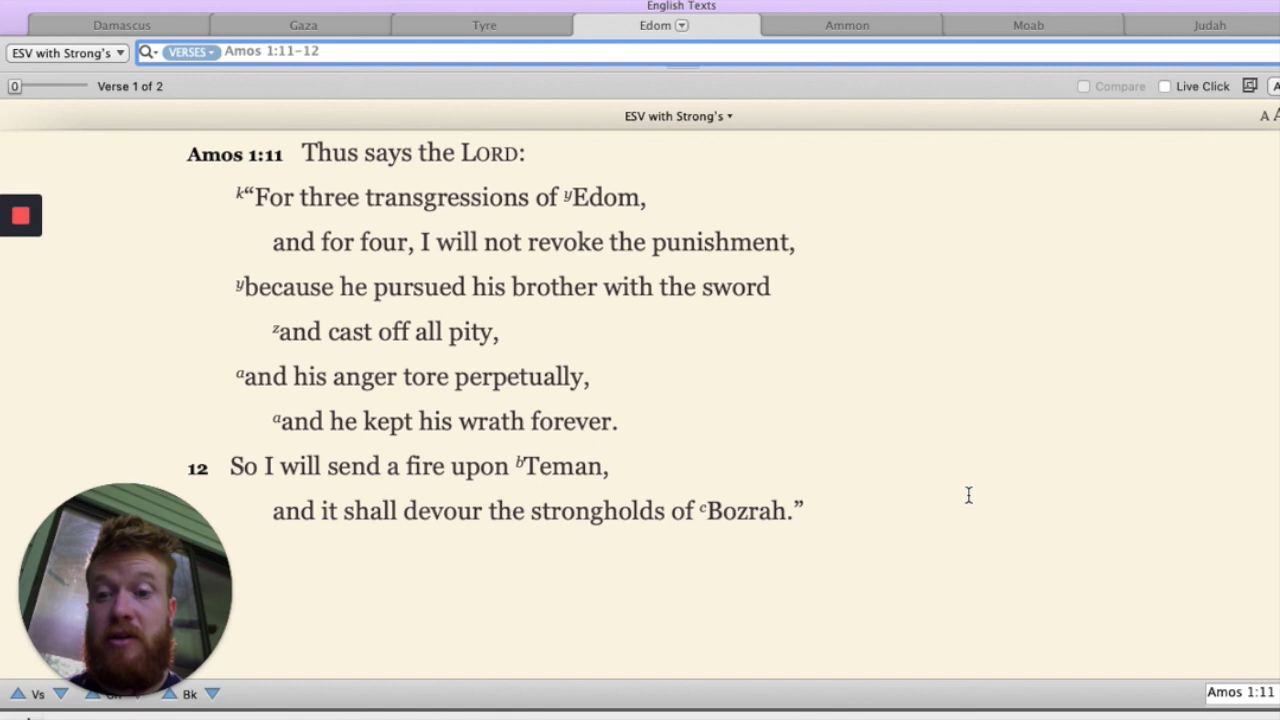 English Texts
Damascus Gaza Tyre Edom Ammon Moab Judah
ESV with Strong's VERSES Amos 1:11-12
0 Verse 1 of 2 Compare Live Click A
ESV with Strong's A A
Amos 1:11 Thus says the LORD:
k“For three transgressions of yEdom,
and for four, I will not revoke the punishment,
ybecause he pursued his brother with the sword
zand cast off all pity,
aand his anger tore perpetually,
aand he kept his wrath forever.
12 So I will send a fire upon bTeman,
and it shall devour the strongholds of cBozrah.”
Vs Bk Amos 1:11